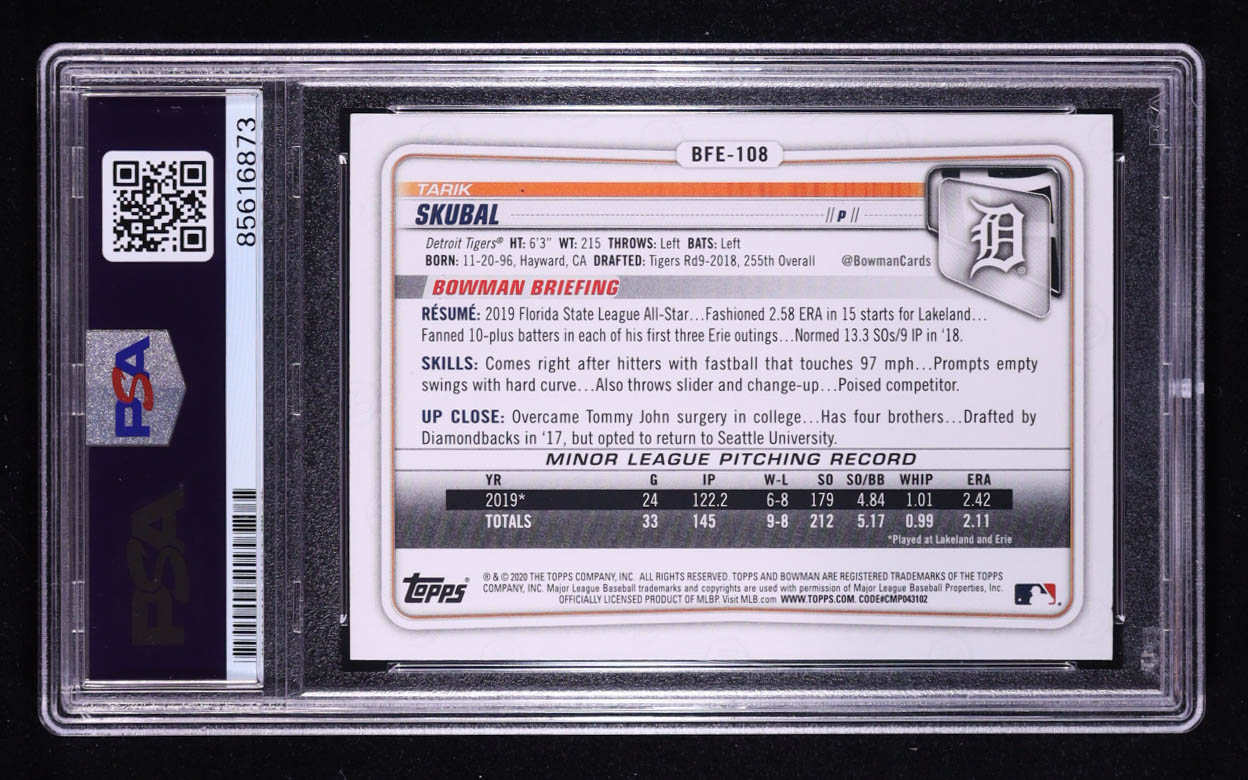 85616873
PSA
PSA
BFE-108
TARIK
SKUBAL // P //
Detroit Tigers® HT: 6'3" WT: 215 THROWS: Left BATS: Left
BORN: 11-20-96, Hayward, CA DRAFTED: Tigers Rd9-2018, 255th Overall @BowmanCards
D
BOWMAN BRIEFING
RÉSUMÉ: 2019 Florida State League All-Star...Fashioned 2.58 ERA in 15 starts for Lakeland...
Fanned 10-plus batters in each of his first three Erie outings...Normed 13.3 SOs/9 IP in '18.
SKILLS: Comes right after hitters with fastball that touches 97 mph...Prompts empty
swings with hard curve...Also throws slider and change-up...Poised competitor.
UP CLOSE: Overcame Tommy John surgery in college...Has four brothers...Drafted by
Diamondbacks in '17, but opted to return to Seattle University.
MINOR LEAGUE PITCHING RECORD
YR G IP W-L SO SO/BB WHIP ERA
2019* 24 122.2 6-8 179 4.84 1.01 2.42
TOTALS 33 145 9-8 212 5.17 0.99 2.11
*Played at Lakeland and Erie
Topps®
® & © 2020 THE TOPPS COMPANY, INC. ALL RIGHTS RESERVED. TOPPS AND BOWMAN ARE REGISTERED TRADEMARKS OF THE TOPPS
COMPANY, INC. Major League Baseball trademarks and copyrights are used with permission of Major League Baseball Properties, Inc.
OFFICIALLY LICENSED PRODUCT OF MLBP. Visit MLB.com WWW.TOPPS.COM. CODE#CMP043102